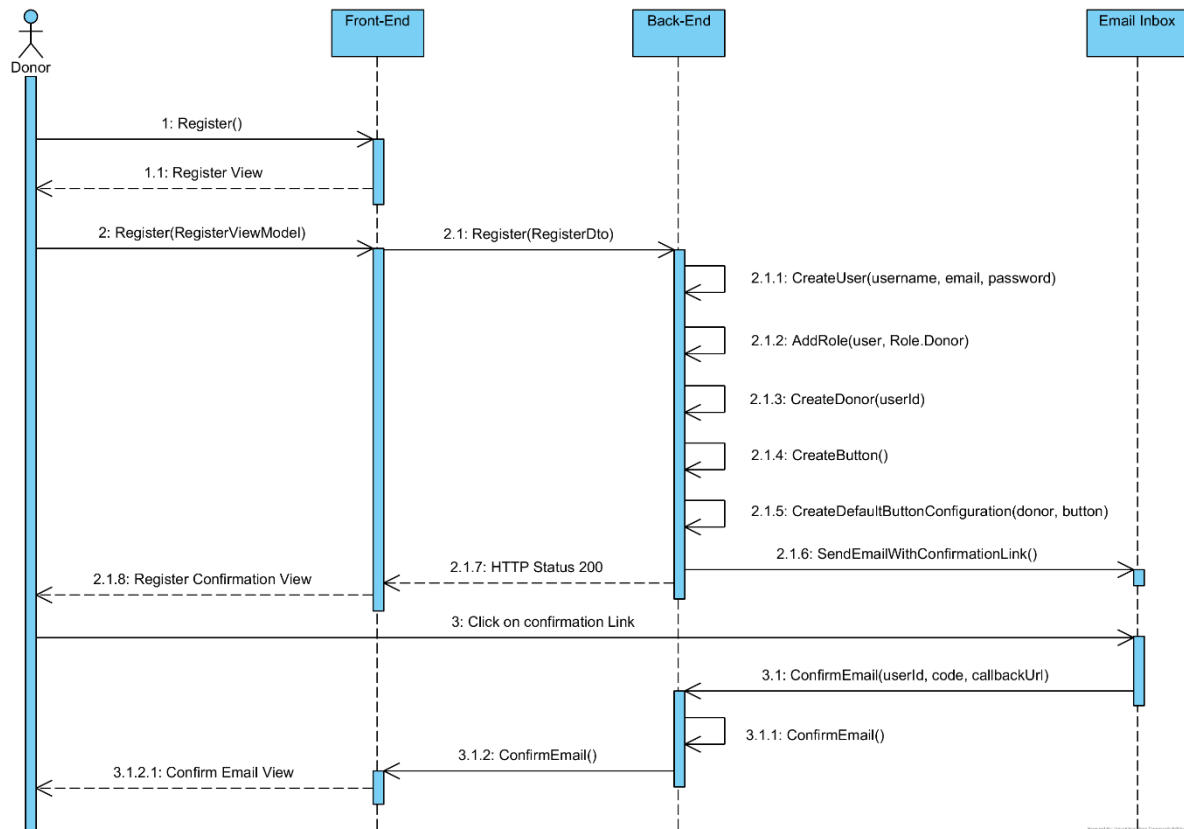 Front-End
Back-End
Email Inbox
Donor
1: Register()
1.1: Register View
2: Register(RegisterViewModel)
2.1: Register(RegisterDto)
2.1.1: CreateUser(username, email, password)
2.1.2: AddRole(user, Role.Donor)
2.1.3: CreateDonor(userId)
2.1.4: CreateButton()
2.1.5: CreateDefaultButtonConfiguration(donor, button)
2.1.6: SendEmailWithConfirmationLink()
2.1.7: HTTP Status 200
2.1.8: Register Confirmation View
3: Click on confirmation Link
3.1: ConfirmEmail(userId, code, callbackUrl)
3.1.1: ConfirmEmail()
3.1.2: ConfirmEmail()
3.1.2.1: Confirm Email View